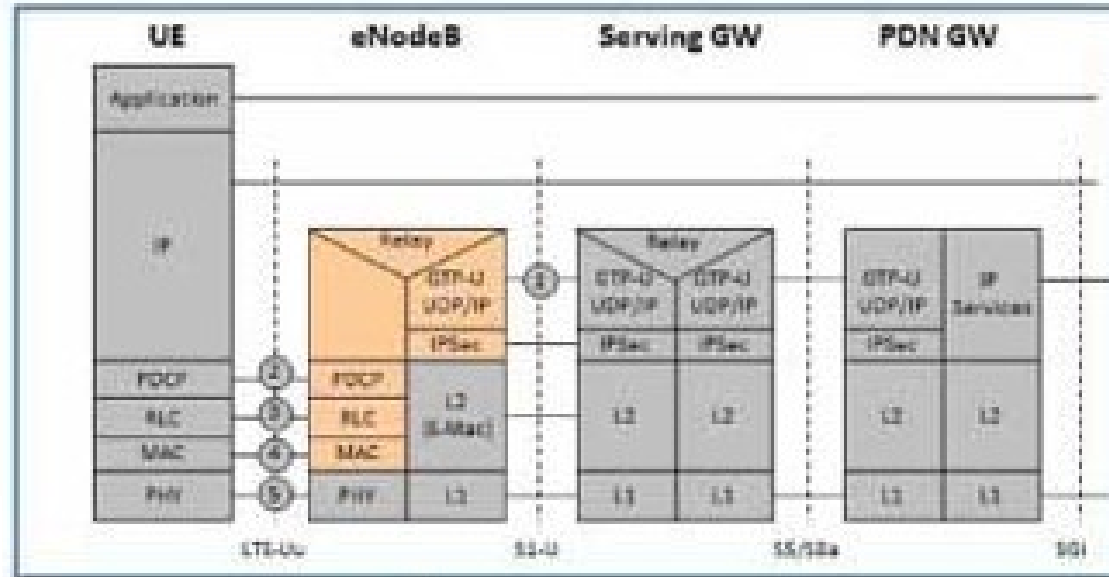 UE eNodeB Serving GW PDN GW
Application
IP
PDCP
RLC
MAC
PHY
2
3
4
5
LTE-Uu
Relay
GTP-U
UDP/IP
IPSec
PDCP
RLC
MAC
PHY
L2
L1
1
S1-U
Relay
GTP-U
UDP/IP
IPSec
L2
L1
GTP-U
UDP/IP
IPSec
L2
L1
S5/S8a
GTP-U
UDP/IP
IPSec
L2
L1
IP
Services
L2
L1
SGi